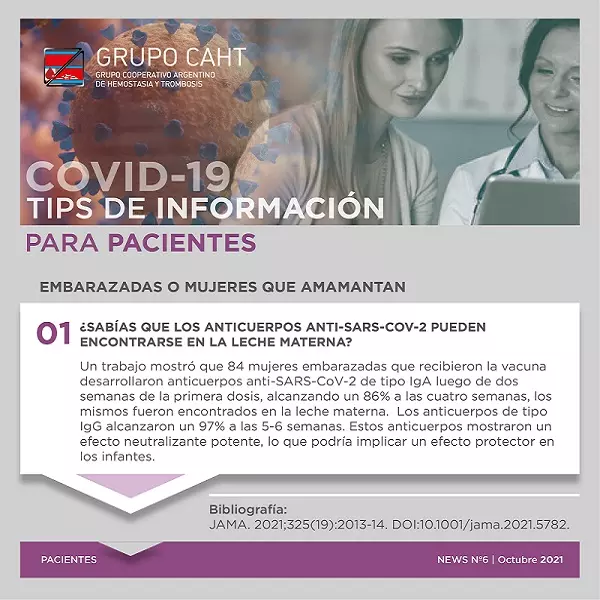 GRUPO CAHT
GRUPO COOPERATIVO ARGENTINO
DE HEMOSTASIA Y TROMBOSIS
COVID-19
TIPS DE INFORMACIÓN
PARA PACIENTES
EMBARAZADAS O MUJERES QUE AMAMANTAN
01
¿SABÍAS QUE LOS ANTICUERPOS ANTI-SARS-COV-2 PUEDEN
ENCONTRARSE EN LA LECHE MATERNA?
Un trabajo mostró que 84 mujeres embarazadas que recibieron la vacuna
desarrollaron anticuerpos anti-SARS-CoV-2 de tipo IgA luego de dos
semanas de la primera dosis, alcanzando un 86% a las cuatro semanas, los
mismos fueron encontrados en la leche materna. Los anticuerpos de tipo
IgG alcanzaron un 97% a las 5-6 semanas. Estos anticuerpos mostraron un
efecto neutralizante potente, lo que podría implicar un efecto protector en
los infantes.
Bibliografía:
JAMA. 2021;325(19):2013-14. DOI:10.1001/jama.2021.5782.
PACIENTES
NEWS Nº6 | Octubre 2021